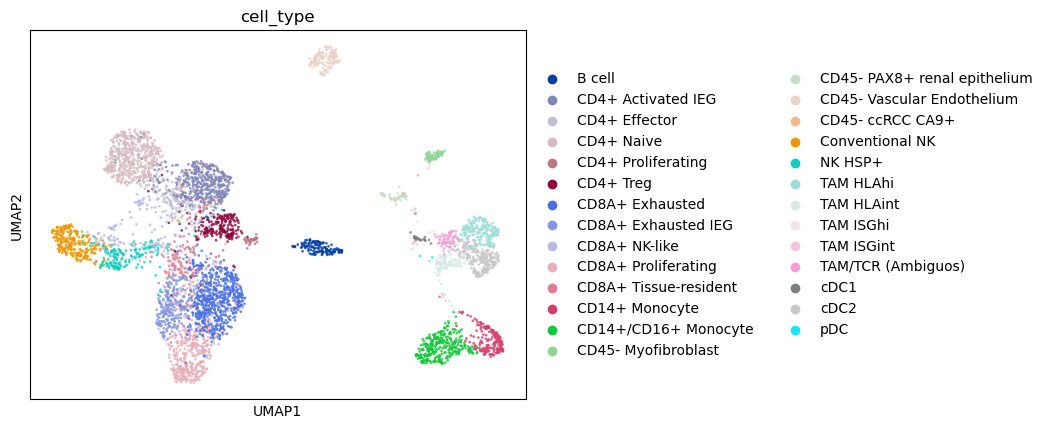 cell_type
UMAP2
UMAP1
B cell
CD4+ Activated IEG
CD4+ Effector
CD4+ Naive
CD4+ Proliferating
CD4+ Treg
CD8A+ Exhausted
CD8A+ Exhausted IEG
CD8A+ NK-like
CD8A+ Proliferating
CD8A+ Tissue-resident
CD14+ Monocyte
CD14+/CD16+ Monocyte
CD45- Myofibroblast
CD45- PAX8+ renal epithelium
CD45- Vascular Endothelium
CD45- ccRCC CA9+
Conventional NK
NK HSP+
TAM HLAhi
TAM HLAint
TAM ISGhi
TAM ISGint
TAM/TCR (Ambiguos)
cDC1
cDC2
pDC